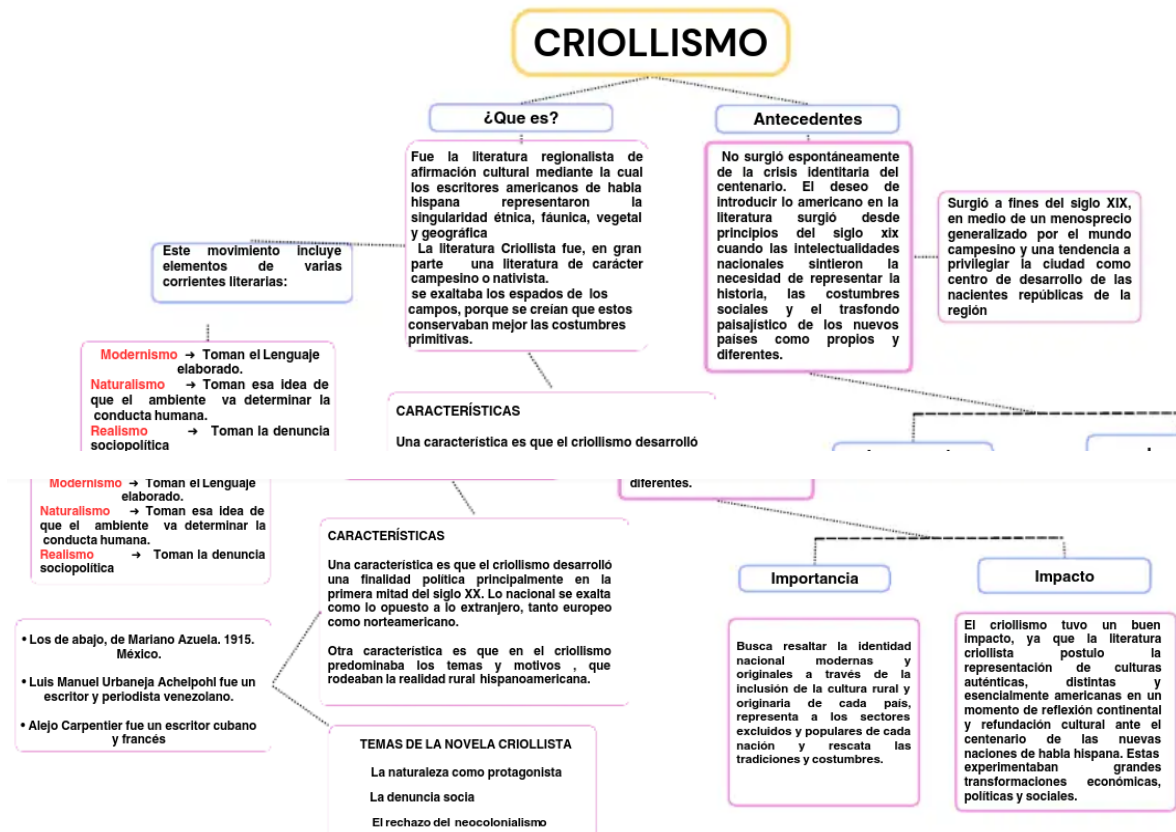 CRIOLLISMO
¿Que es?
Fue la literatura regionalista de
afirmación cultural mediante la cual
los escritores americanos de habla
hispana representaron la
singularidad étnica, fáunica, vegetal
y geográfica
La literatura Criollista fue, en gran
parte una literatura de carácter
campesino o nativista.
se exaltaba los espados de los
campos, porque se creían que estos
conservaban mejor las costumbres
primitivas.
Antecedentes
No surgió espontáneamente
de la crisis identitaria del
centenario. El deseo de
introducir lo americano en la
literatura surgió desde
principios del siglo xix
cuando las intelectualidades
nacionales sintieron la
necesidad de representar la
historia, las costumbres
sociales y el trasfondo
paisajístico de los nuevos
países como propios y
diferentes.
Surgió a fines del siglo XIX,
en medio de un menosprecio
generalizado por el mundo
campesino y una tendencia a
privilegiar la ciudad como
centro de desarrollo de las
nacientes repúblicas de la
región
Este movimiento incluye
elementos de varias
corrientes literarias:
Modernismo → Toman el Lenguaje
elaborado.
Naturalismo → Toman esa idea de
que el ambiente va determinar la
conducta humana.
Realismo → Toman la denuncia
sociopolítica
CARACTERÍSTICAS
Una característica es que el criollismo desarrolló
Modernismo → Toman el Lenguaje
elaborado.
Naturalismo → Toman esa idea de
que el ambiente va determinar la
conducta humana.
Realismo → Toman la denuncia
sociopolítica
diferentes.
CARACTERÍSTICAS
Una característica es que el criollismo desarrolló
una finalidad política principalmente en la
primera mitad del siglo XX. Lo nacional se exalta
como lo opuesto a lo extranjero, tanto europeo
como norteamericano.
Otra característica es que en el criollismo
predominaba los temas y motivos , que
rodeaban la realidad rural hispanoamericana.
• Los de abajo, de Mariano Azuela. 1915.
México.
• Luis Manuel Urbaneja Achelpohl fue un
escritor y periodista venezolano.
• Alejo Carpentier fue un escritor cubano
y francés
TEMAS DE LA NOVELA CRIOLLISTA
La naturaleza como protagonista
La denuncia socia
El rechazo del neocolonialismo
Importancia
Busca resaltar la identidad
nacional modernas y
originales a través de la
inclusión de la cultura rural y
originaria de cada país,
representa a los sectores
excluidos y populares de cada
nación y rescata las
tradiciones y costumbres.
Impacto
El criollismo tuvo un buen
impacto, ya que la literatura
criollista postulo la
representación de culturas
auténticas, distintas y
esencialmente americanas en un
momento de reflexión continental
y refundación cultural ante el
centenario de las nuevas
naciones de habla hispana. Estas
experimentaban grandes
transformaciones económicas,
políticas y sociales.